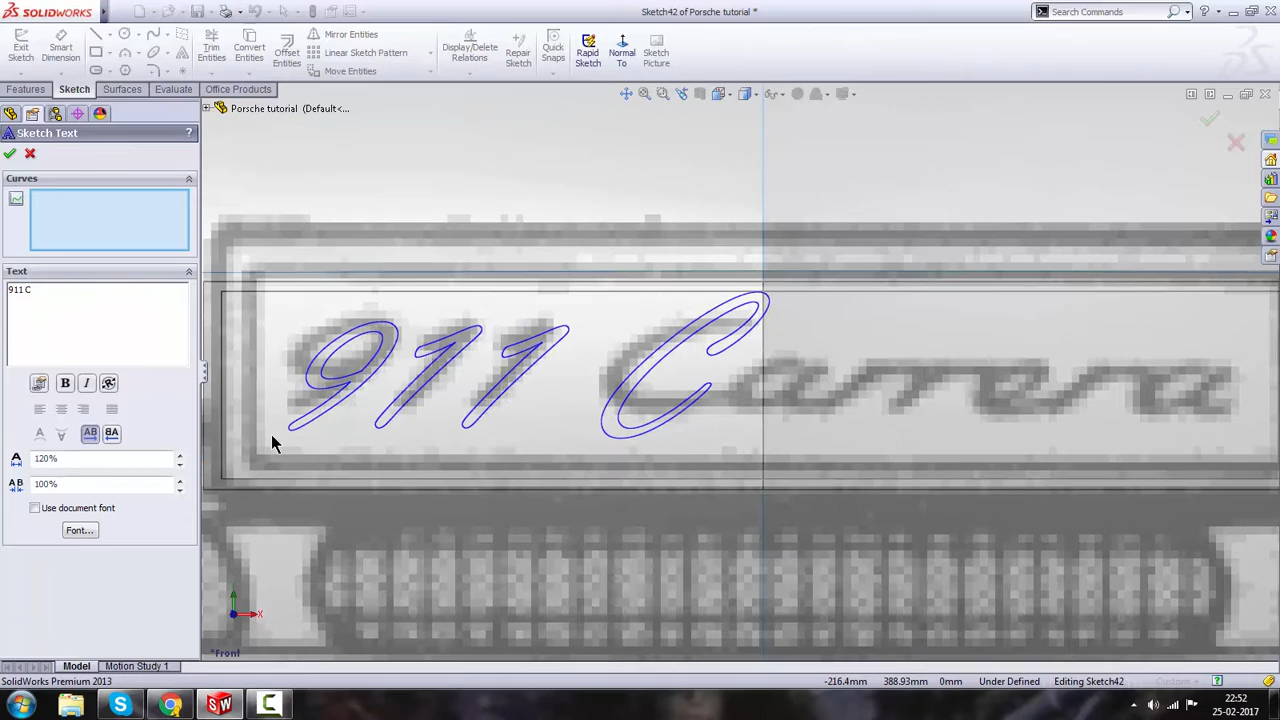 SOLIDWORKS
Sketch42 of Porsche tutorial *
Search Commands
Exit Sketch
Smart Dimension
Trim Entities
Convert Entities
Offset Entities
Mirror Entities
Linear Sketch Pattern
Move Entities
Display/Delete Relations
Repair Sketch
Quick Snaps
Rapid Sketch
Normal To
Sketch Picture
Features
Sketch
Surfaces
Evaluate
Office Products
Porsche tutorial (Default<...
Sketch Text
?
Curves
Text
911 C
B
I
AB
120%
AB
100%
Use document font
Font...
911 Carrera
911 C
X
*Front
Model
Motion Study 1
SolidWorks Premium 2013
-216.4mm
388.93mm
0mm
Under Defined
Editing Sketch42
Custom
22:52
25-02-2017